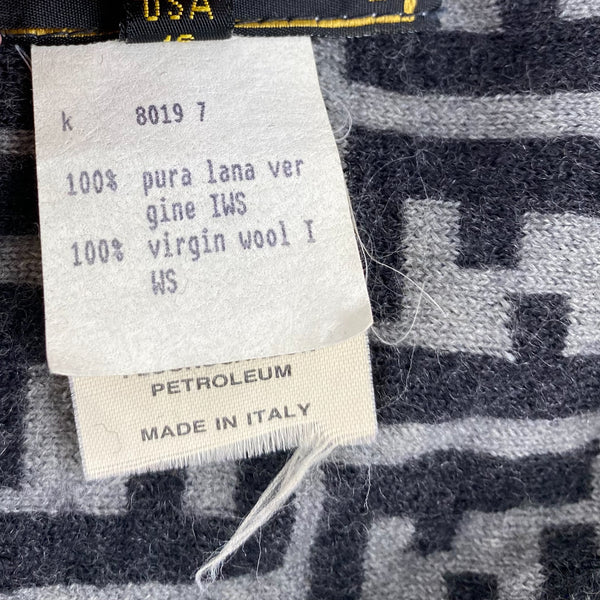 USA
k 8019 7
100% pura lana ver
gine IWS
100% virgin wool I
WS
PETROLEUM
MADE IN ITALY